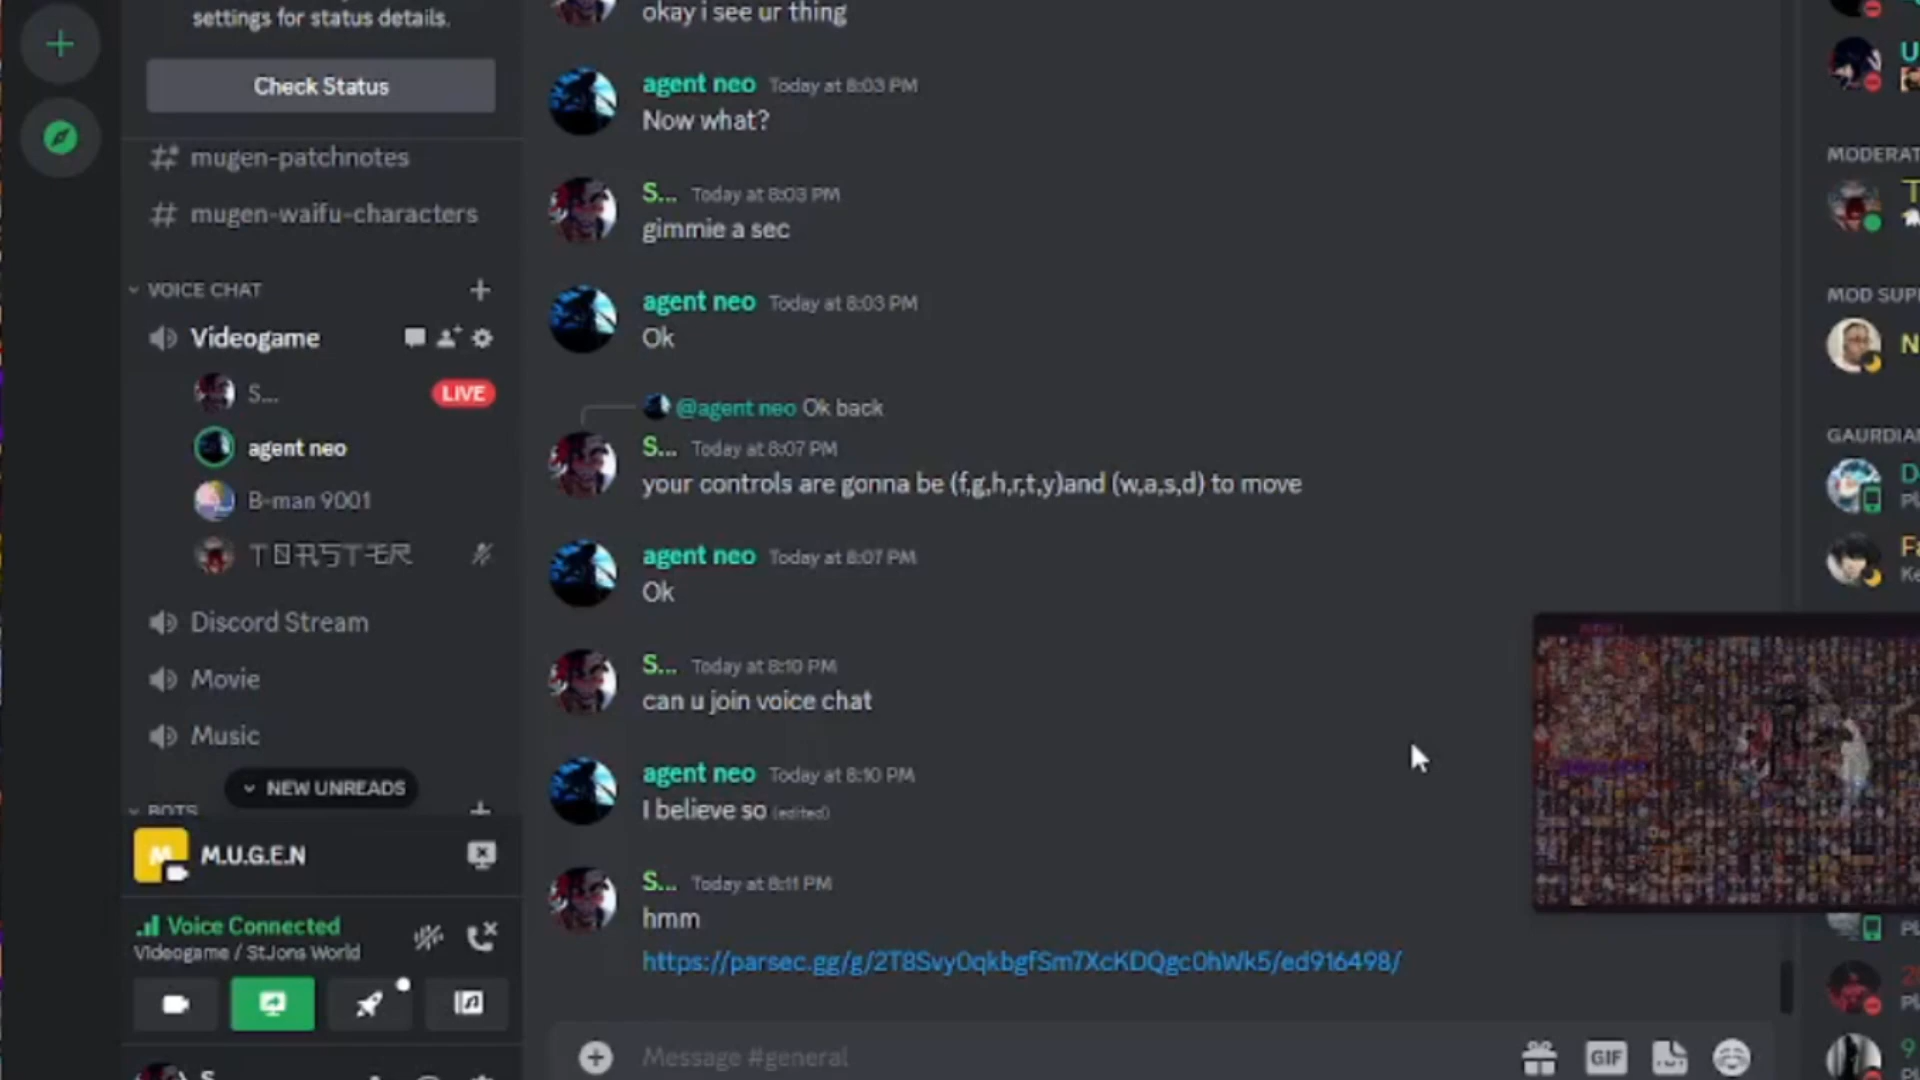 settings for status details.
Check Status
mugen-patchnotes
mugen-waifu-characters
VOICE CHAT
Videogame
S...
LIVE
agent neo
B-man 9001
Discord Stream
Movie
Music
NEW UNREADS
BOTS
M.U.G.E.N
Voice Connected
Videogame / StJons World
okay i see ur thing
agent neo Today at 8:03 PM
Now what?
S... Today at 8:03 PM
gimmie a sec
agent neo Today at 8:03 PM
Ok
@agent neo Ok back
S... Today at 8:07 PM
your controls are gonna be (f,g,h,r,t,y)and (w,a,s,d) to move
agent neo Today at 8:07 PM
Ok
S... Today at 8:10 PM
can u join voice chat
agent neo Today at 8:10 PM
I believe so (edited)
S... Today at 8:11 PM
hmm
https://parsec.gg/g/2T8Svy0qkbgfSm7XcKDQgc0hWk5/ed916498/
Message #general
GIF
U
MODERAT
T
MOD SUP
N
GAURDIA
D
Fa
Ke